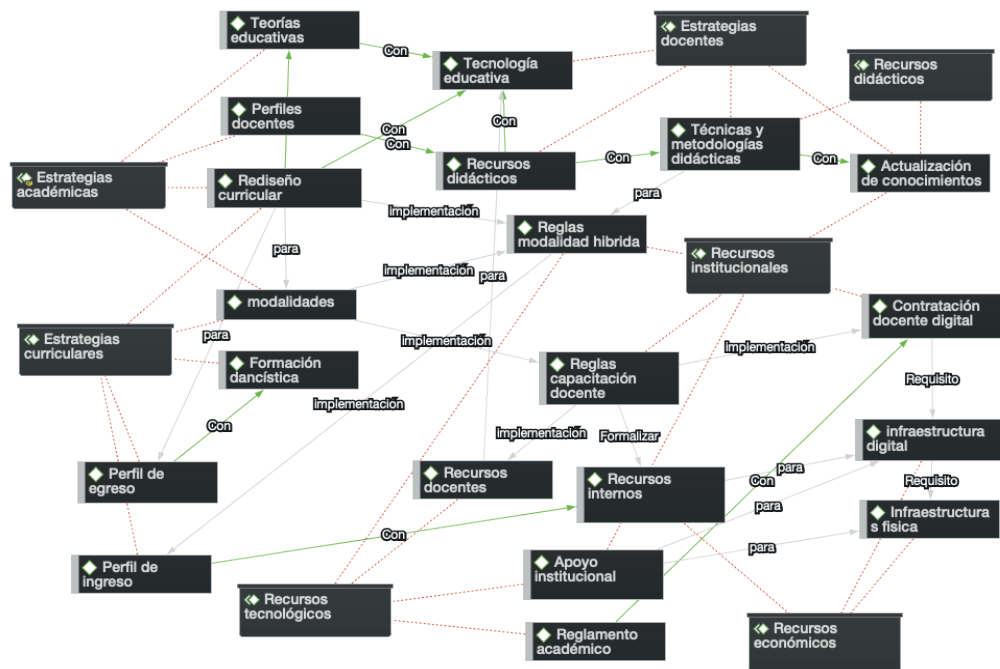 Teorías
educativas
Estrategias
docentes
Con
Tecnología
educativa
Recursos
didácticos
Perfiles
docentes
Con
Con
Con
Técnicas y
metodologías
didácticas
Recursos
didácticos
Con
Con
Actualización
de conocimientos
Estrategias
académicas
Rediseño
curricular
para
Implementación
Reglas
modalidad hibrida
Recursos
institucionales
para
Implementación
para
modalidades
Contratación
docente digital
Estrategias
curriculares
para
implementación
Implementación
Formación
dancística
Reglas
capacitación
docente
Requisito
Implementación
Con
Implementación
Formalizar
infraestructura
digital
Perfil de
egreso
Recursos
docentes
Recursos
internos
para
Con
Requisito
para
Infraestructura
s fisica
Con
para
Perfil de
ingreso
Apoyo
institucional
Recursos
tecnológicos
Reglamento
académico
Recursos
económicos